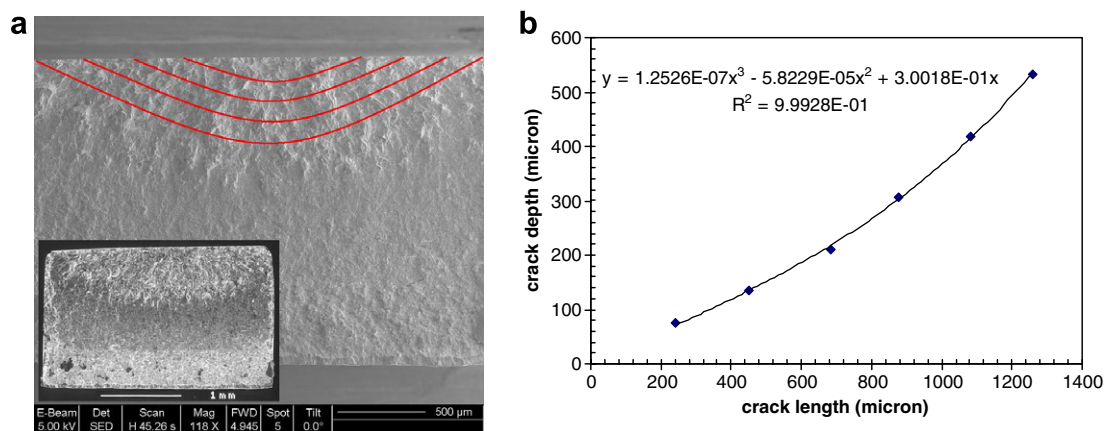 a
1 mm
E-Beam Det Scan Mag FWD Spot Tilt 500 µm
5.00 kV SED H 45.26 s 118 X 4.945 5 0.0°
b
600
500
400
300
200
100
0
y = 1.2526E-07x³ - 5.8229E-05x² + 3.0018E-01x
R² = 9.9928E-01
crack depth (micron)
0 200 400 600 800 1000 1200 1400
crack length (micron)